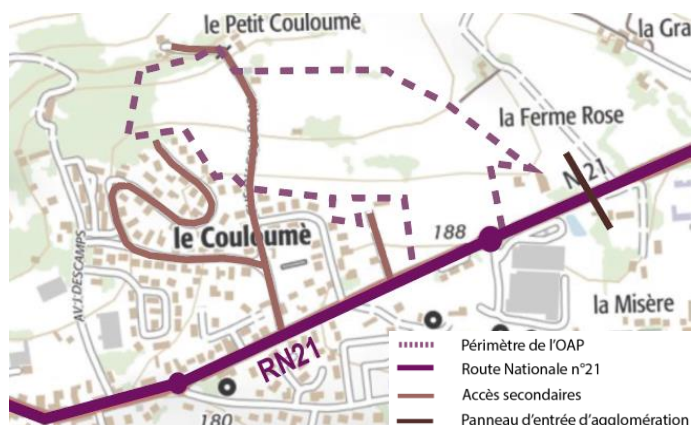 le Petit Couloumè
la Gra
la Ferme Rose
N 21
le Couloumè
188
AV. J DESCAMPS
la Misère
RN21
180
Périmètre de l'OAP
Route Nationale n°21
Accès secondaires
Panneau d'entrée d'agglomération